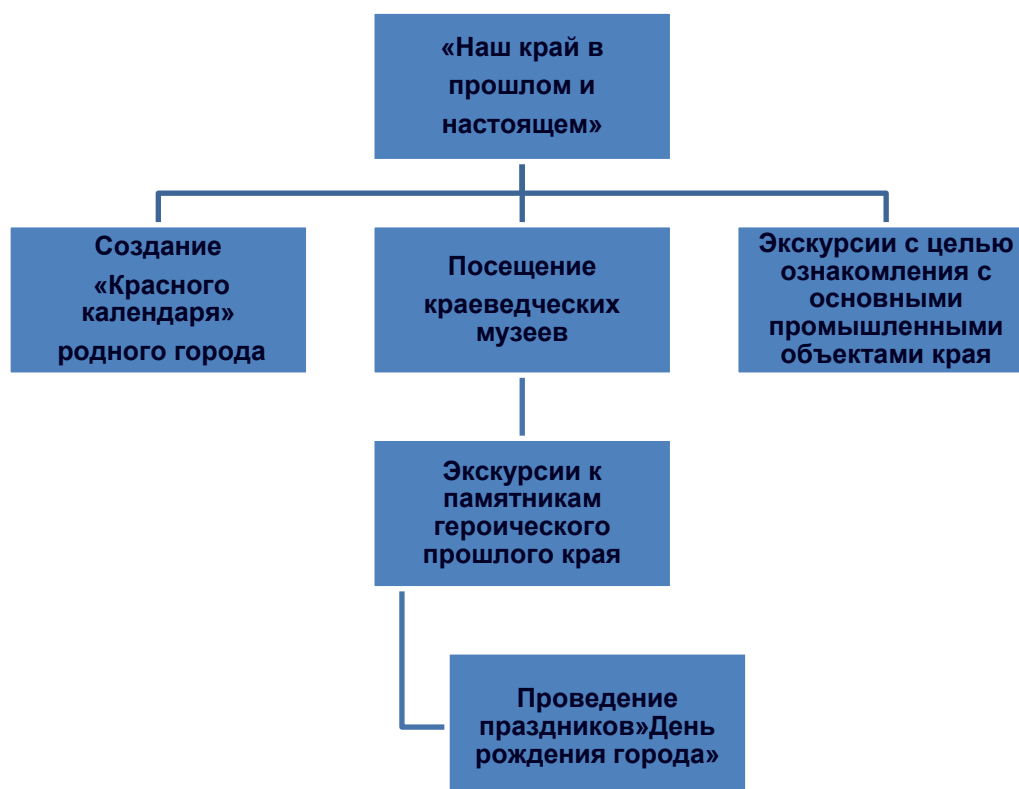 «Наш край в
прошлом и
настоящем»
Создание
«Красного
календаря»
родного города
Посещение
краеведческих
музеев
Экскурсии с целью
ознакомления с
основными
промышленными
объектами края
Экскурсии к
памятникам
героического
прошлого края
Проведение
праздников»День
рождения города»